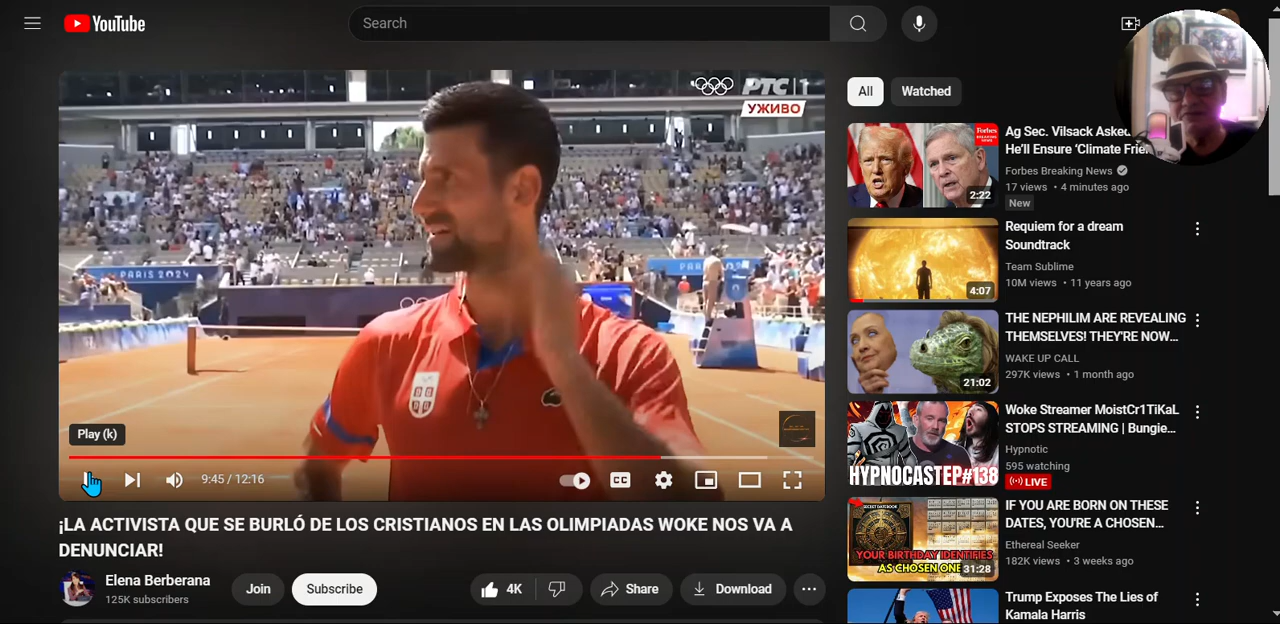 YouTube
Search
РТС 1
УЖИВО
PARIS 2024
Play (k)
9:45 / 12:16
CC
¡LA ACTIVISTA QUE SE BURLÓ DE LOS CRISTIANOS EN LAS OLIMPIADAS WOKE NOS VA A
DENUNCIAR!
Elena Berberana
125K subscribers
Join
Subscribe
4K
Share
Download
All
Watched
Forbes
2:22
Ag Sec. Vilsack Asked
He'll Ensure 'Climate
Forbes Breaking News
17 views • 4 minutes ago
New
4:07
Requiem for a dream
Soundtrack
Team Sublime
10M views • 11 years ago
21:02
THE NEPHILIM ARE REVEALING
THEMSELVES! THEY'RE NOW...
WAKE UP CALL
297K views • 1 month ago
HYPNOCASTEP#138
Woke Streamer MoistCr1TiKaL
STOPS STREAMING | Bungie...
Hypnotic
595 watching
LIVE
YOUR BIRTHDAY IDENTIFIES
AS CHOSEN ONE
31:28
IF YOU ARE BORN ON THESE
DATES, YOU'RE A CHOSEN...
Ethereal Seeker
182K views • 3 weeks ago
Trump Exposes The Lies of
Kamala Harris